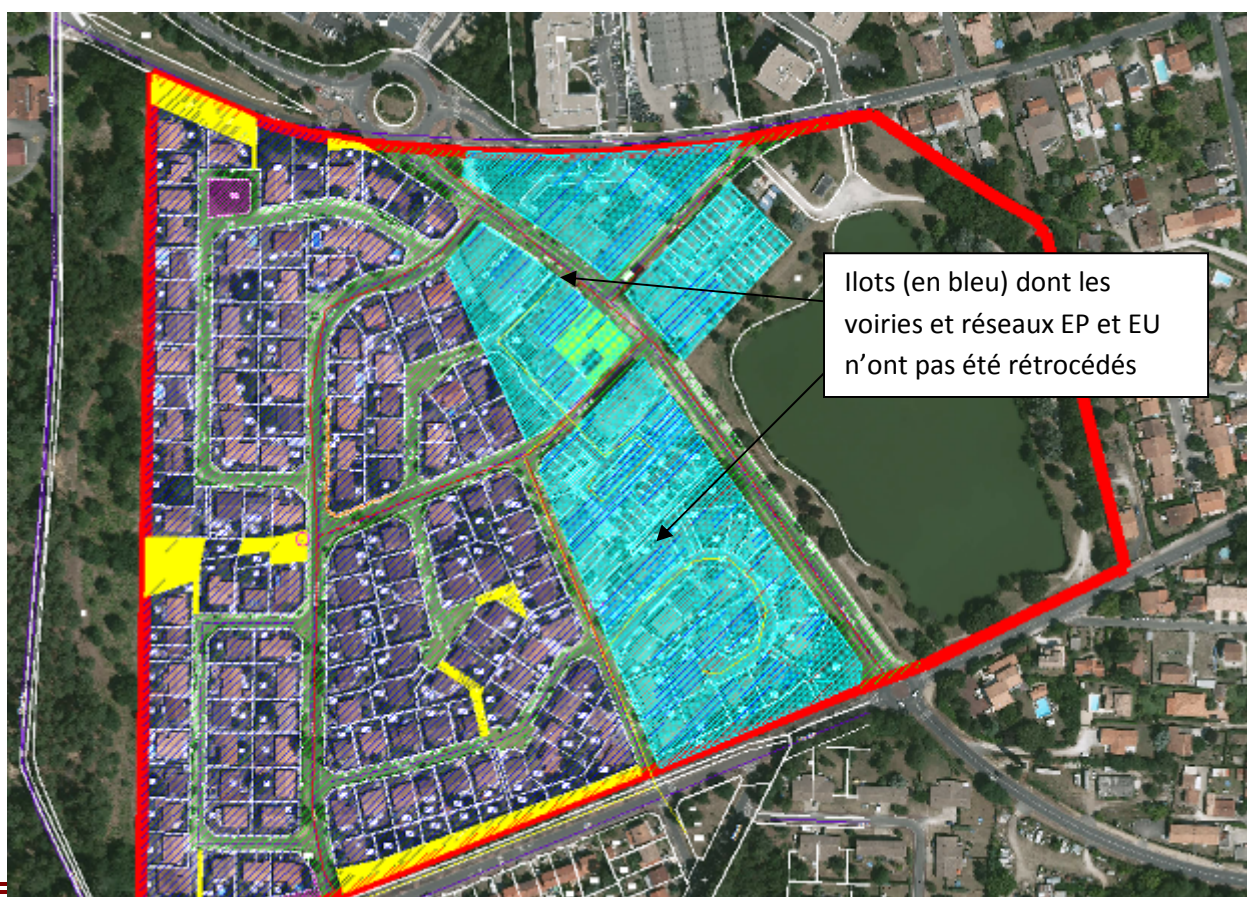 Ilots (en bleu) dont les
voiries et réseaux EP et EU
n'ont pas été rétrocédés